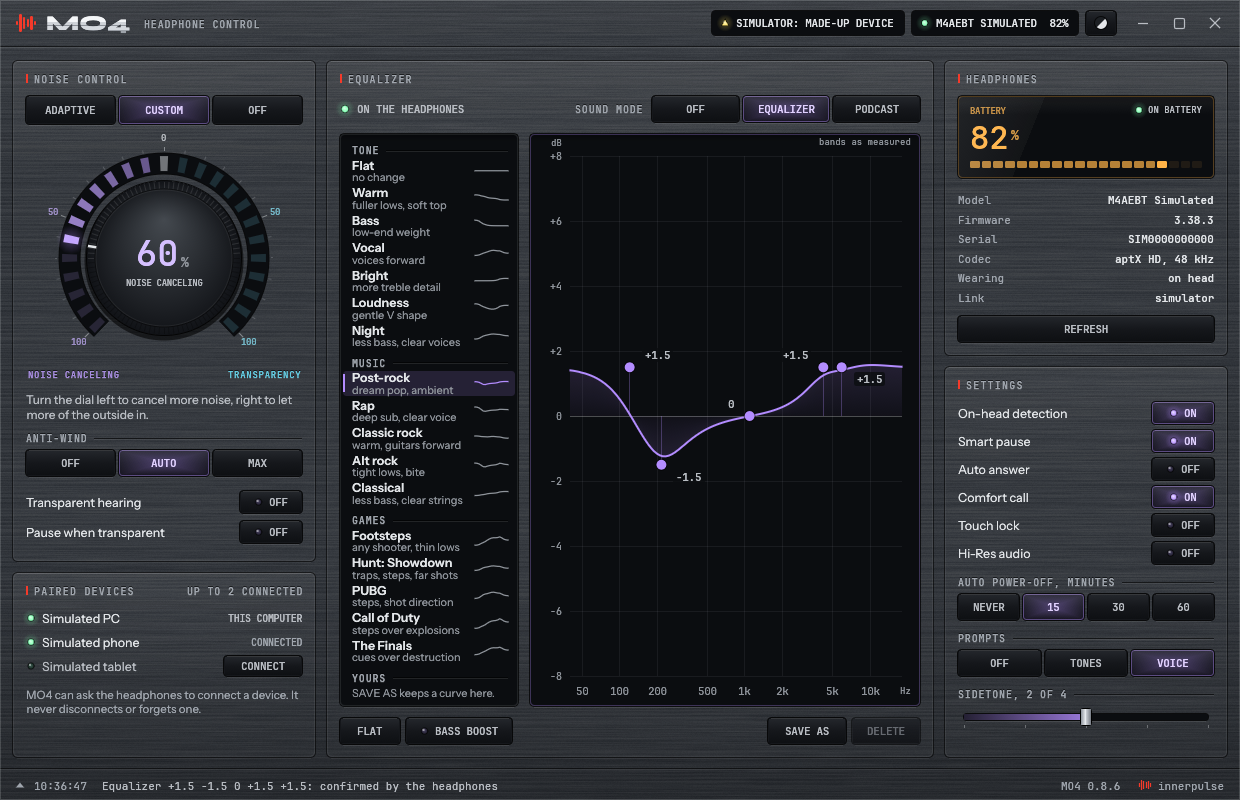 MO4 HEADPHONE CONTROL
SIMULATOR: MADE-UP DEVICE
M4AEBT SIMULATED 82%
NOISE CONTROL
ADAPTIVE CUSTOM OFF
0
50 50
60%
NOISE CANCELING
100 100
NOISE CANCELING TRANSPARENCY
Turn the dial left to cancel more noise, right to let
more of the outside in.
ANTI-WIND
OFF AUTO MAX
Transparent hearing OFF
Pause when transparent OFF
PAIRED DEVICES UP TO 2 CONNECTED
Simulated PC THIS COMPUTER
Simulated phone CONNECTED
Simulated tablet CONNECT
MO4 can ask the headphones to connect a device. It
never disconnects or forgets one.
EQUALIZER
ON THE HEADPHONES SOUND MODE OFF EQUALIZER PODCAST
TONE
Flat
no change
Warm
fuller lows, soft top
Bass
low-end weight
Vocal
voices forward
Bright
more treble detail
Loudness
gentle V shape
Night
less bass, clear voices
MUSIC
Post-rock
dream pop, ambient
Rap
deep sub, clear voice
Classic rock
warm, guitars forward
Alt rock
tight lows, bite
Classical
less bass, clear strings
GAMES
Footsteps
any shooter, thin lows
Hunt: Showdown
traps, steps, far shots
PUBG
steps, shot direction
Call of Duty
steps over explosions
The Finals
cues over destruction
YOURS
SAVE AS keeps a curve here.
dB bands as measured
+8
+6
+4
+2
0
-2
-4
-6
-8
+1.5 +1.5
+1.5
0
-1.5
50 100 200 500 1k 2k 5k 10k Hz
FLAT BASS BOOST SAVE AS DELETE
HEADPHONES
BATTERY ON BATTERY
82%
Model M4AEBT Simulated
Firmware 3.38.3
Serial SIM0000000000
Codec aptX HD, 48 kHz
Wearing on head
Link simulator
REFRESH
SETTINGS
On-head detection ON
Smart pause ON
Auto answer OFF
Comfort call ON
Touch lock OFF
Hi-Res audio OFF
AUTO POWER-OFF, MINUTES
NEVER 15 30 60
PROMPTS
OFF TONES VOICE
SIDETONE, 2 OF 4
10:36:47 Equalizer +1.5 -1.5 0 +1.5 +1.5: confirmed by the headphones
MO4 0.8.6 innerpulse